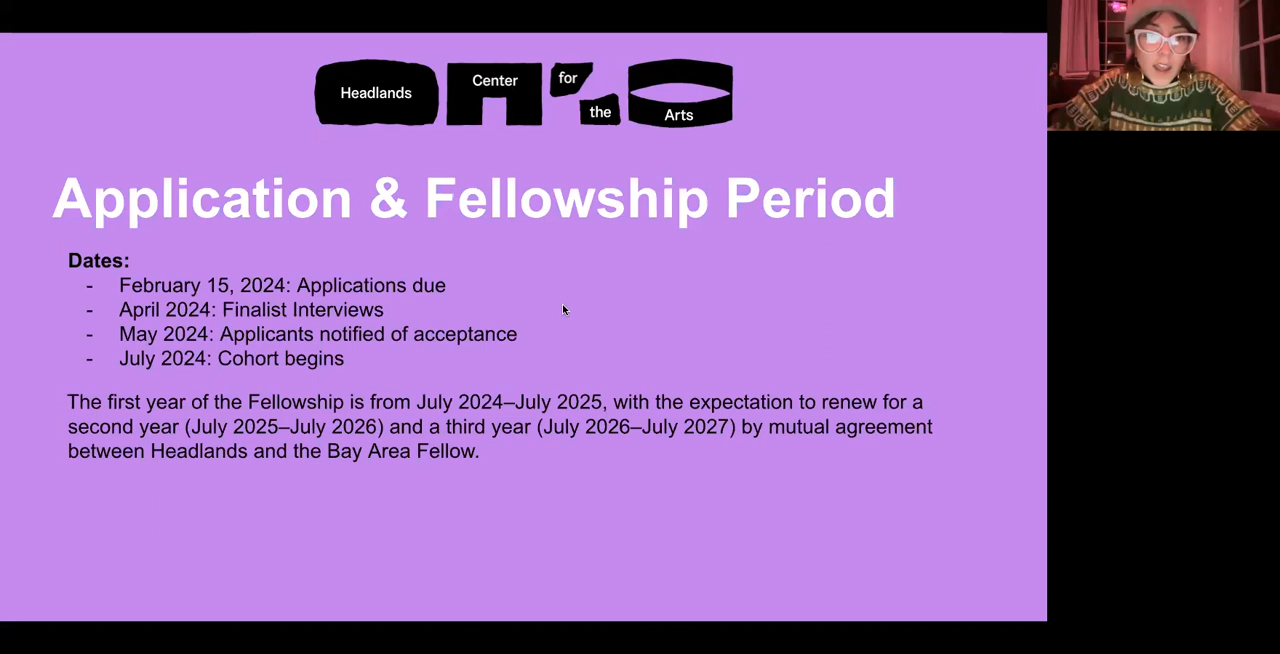 Headlands Center for the Arts
Application & Fellowship Period
Dates:
- February 15, 2024: Applications due
- April 2024: Finalist Interviews
- May 2024: Applicants notified of acceptance
- July 2024: Cohort begins
The first year of the Fellowship is from July 2024–July 2025, with the expectation to renew for a
second year (July 2025–July 2026) and a third year (July 2026–July 2027) by mutual agreement
between Headlands and the Bay Area Fellow.